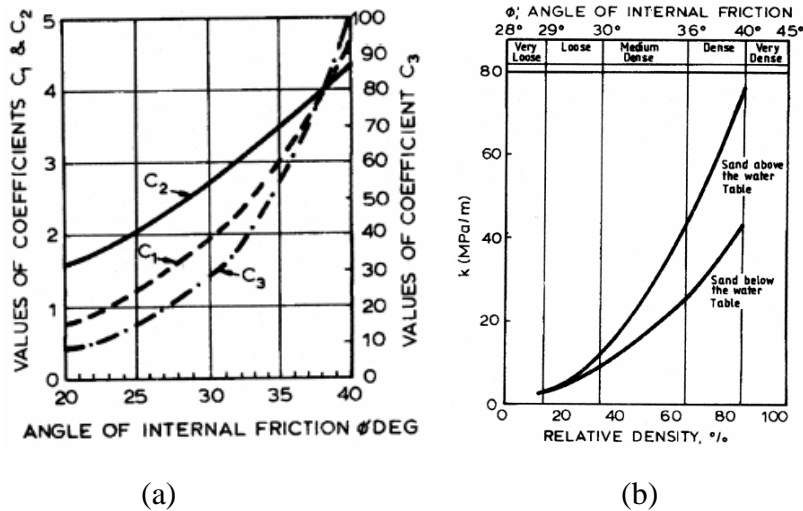 VALUES OF COEFFICIENTS C1 & C2
5
4
3
2
1
0
C2
C1
C3
100
90
80
70
60
50
40
30
20
10
0
VALUES OF COEFFICIENT C3
20 25 30 35 40
ANGLE OF INTERNAL FRICTION ϕ' DEG
(a)
ϕ', ANGLE OF INTERNAL FRICTION
28° 29° 30° 36° 40° 45°
Very Loose
Loose
Medium Dense
Dense
Very Dense
k (MPa/m)
80
60
40
20
0
Sand above
the water
Table
Sand below
the water
Table
0 20 40 60 80 100
RELATIVE DENSITY, %
(b)